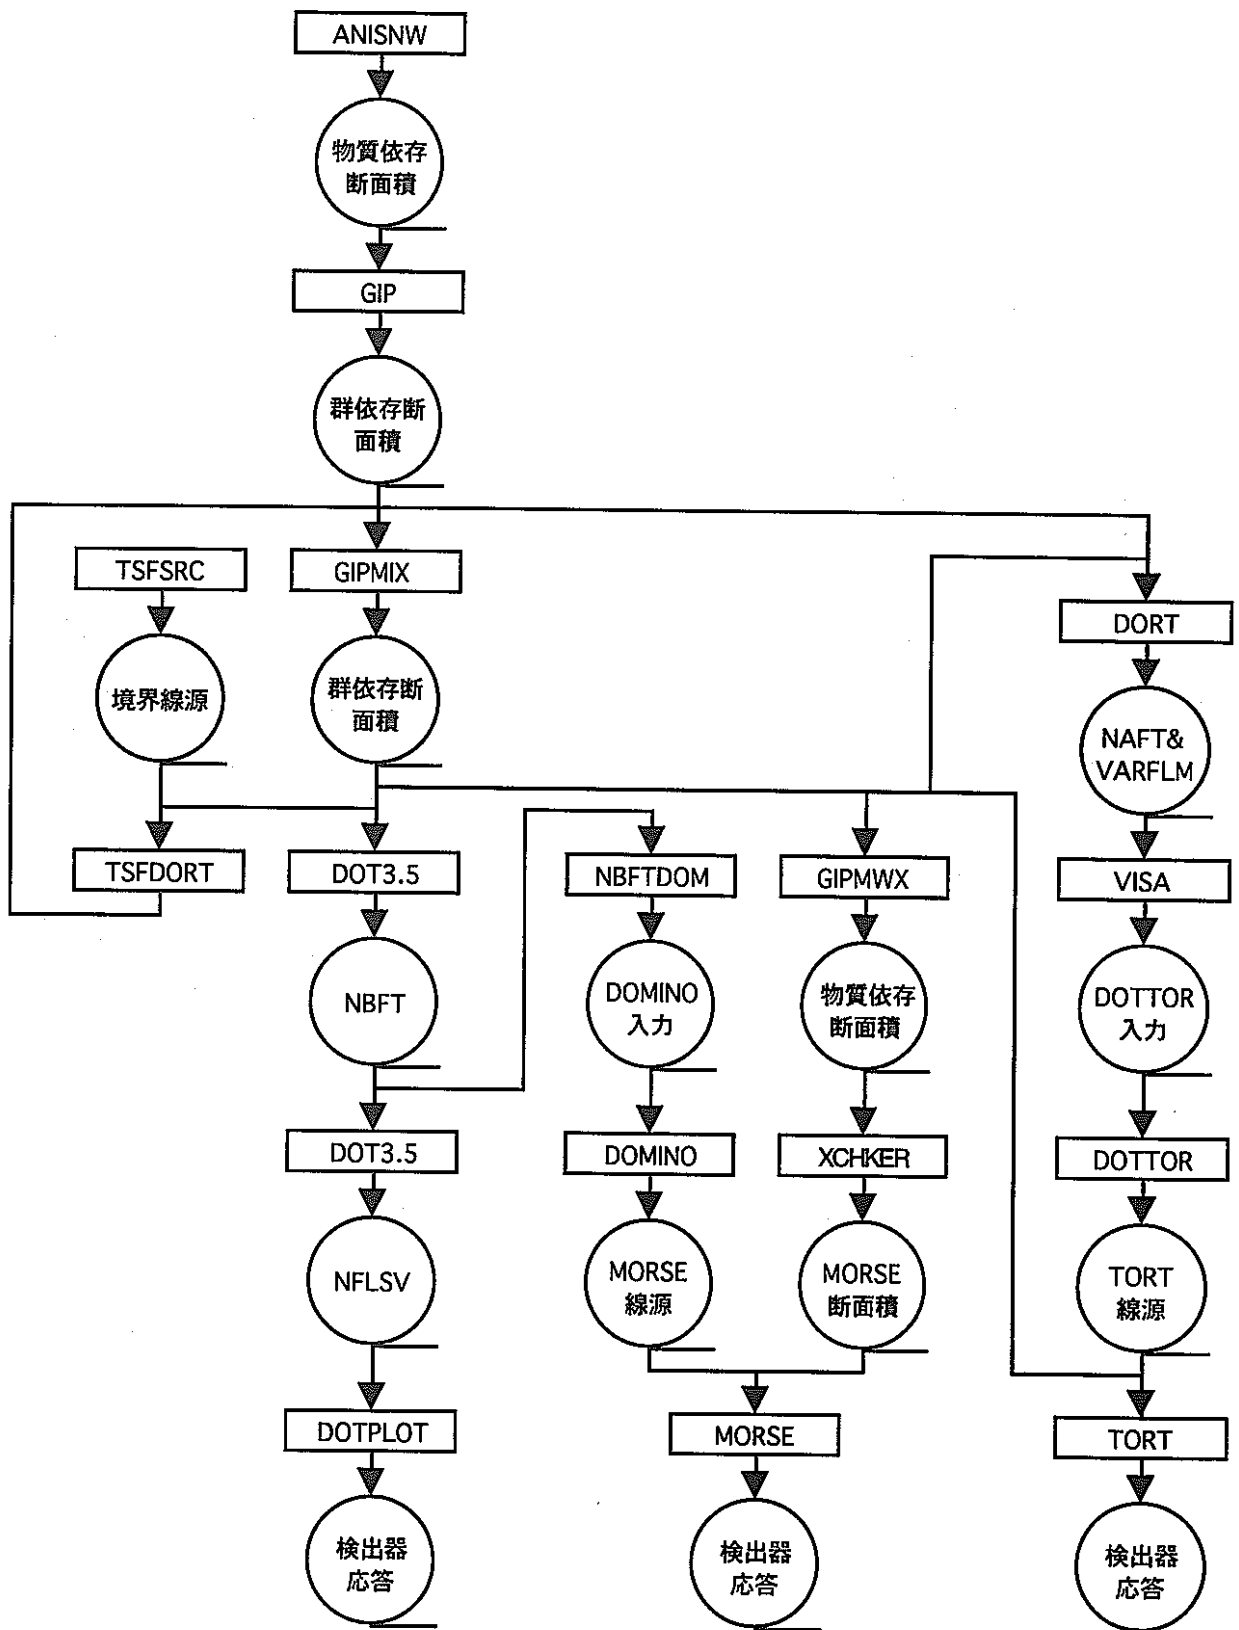 ANISNW
物質依存
断面積
GIP
群依存断
面積
TSFSRC
GIPMIX
DORT
境界線源
群依存断
面積
NAFT&
VARFLM
TSFDORT
DOT3.5
NBFTDOM
GIPMWX
VISA
NBFT
DOMINO
入力
物質依存
断面積
DOTTOR
入力
DOT3.5
DOMINO
XCHKER
DOTTOR
NFLSV
MORSE
線源
MORSE
断面積
TORT
線源
DOTPLOT
MORSE
TORT
検出器
応答
検出器
応答
検出器
応答